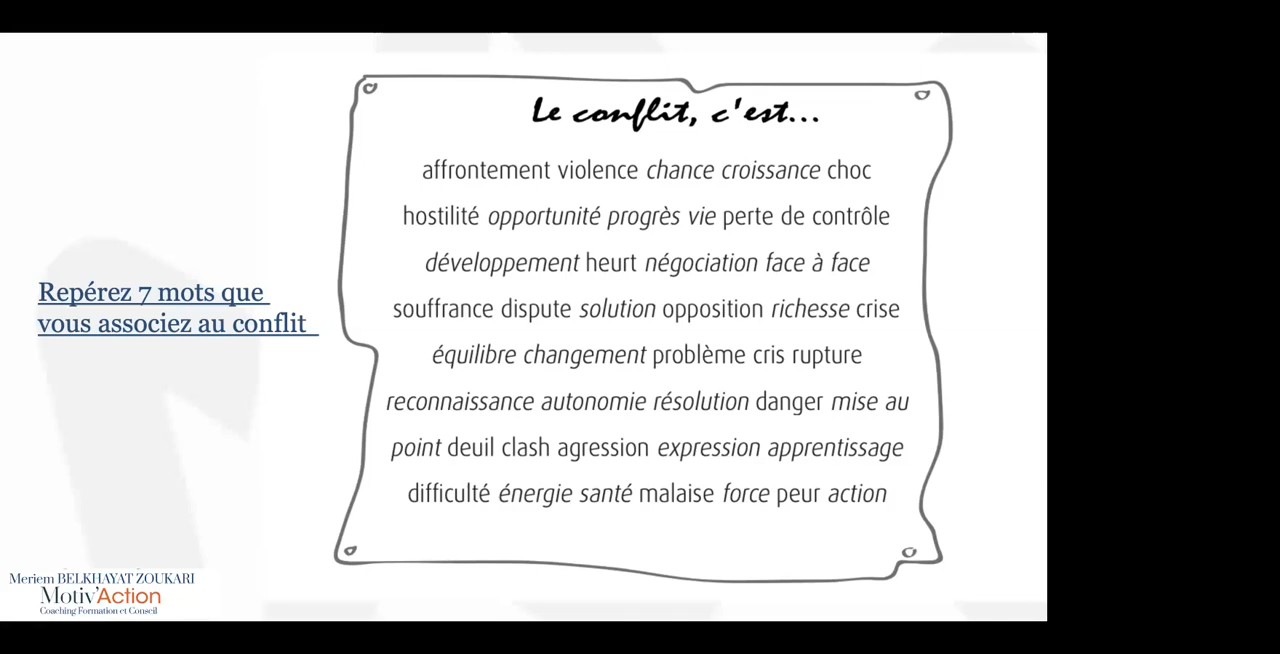 Le conflit, c'est...
affrontement violence chance croissance choc
hostilité opportunité progrès vie perte de contrôle
développement heurt négociation face à face
souffrance dispute solution opposition richesse crise
équilibre changement problème cris rupture
reconnaissance autonomie résolution danger mise au
point deuil clash agression expression apprentissage
difficulté énergie santé malaise force peur action
Repérez 7 mots que
vous associez au conflit
Meriem BELKHAYAT ZOUKARI
Motiv'Action
Coaching Formation et Conseil